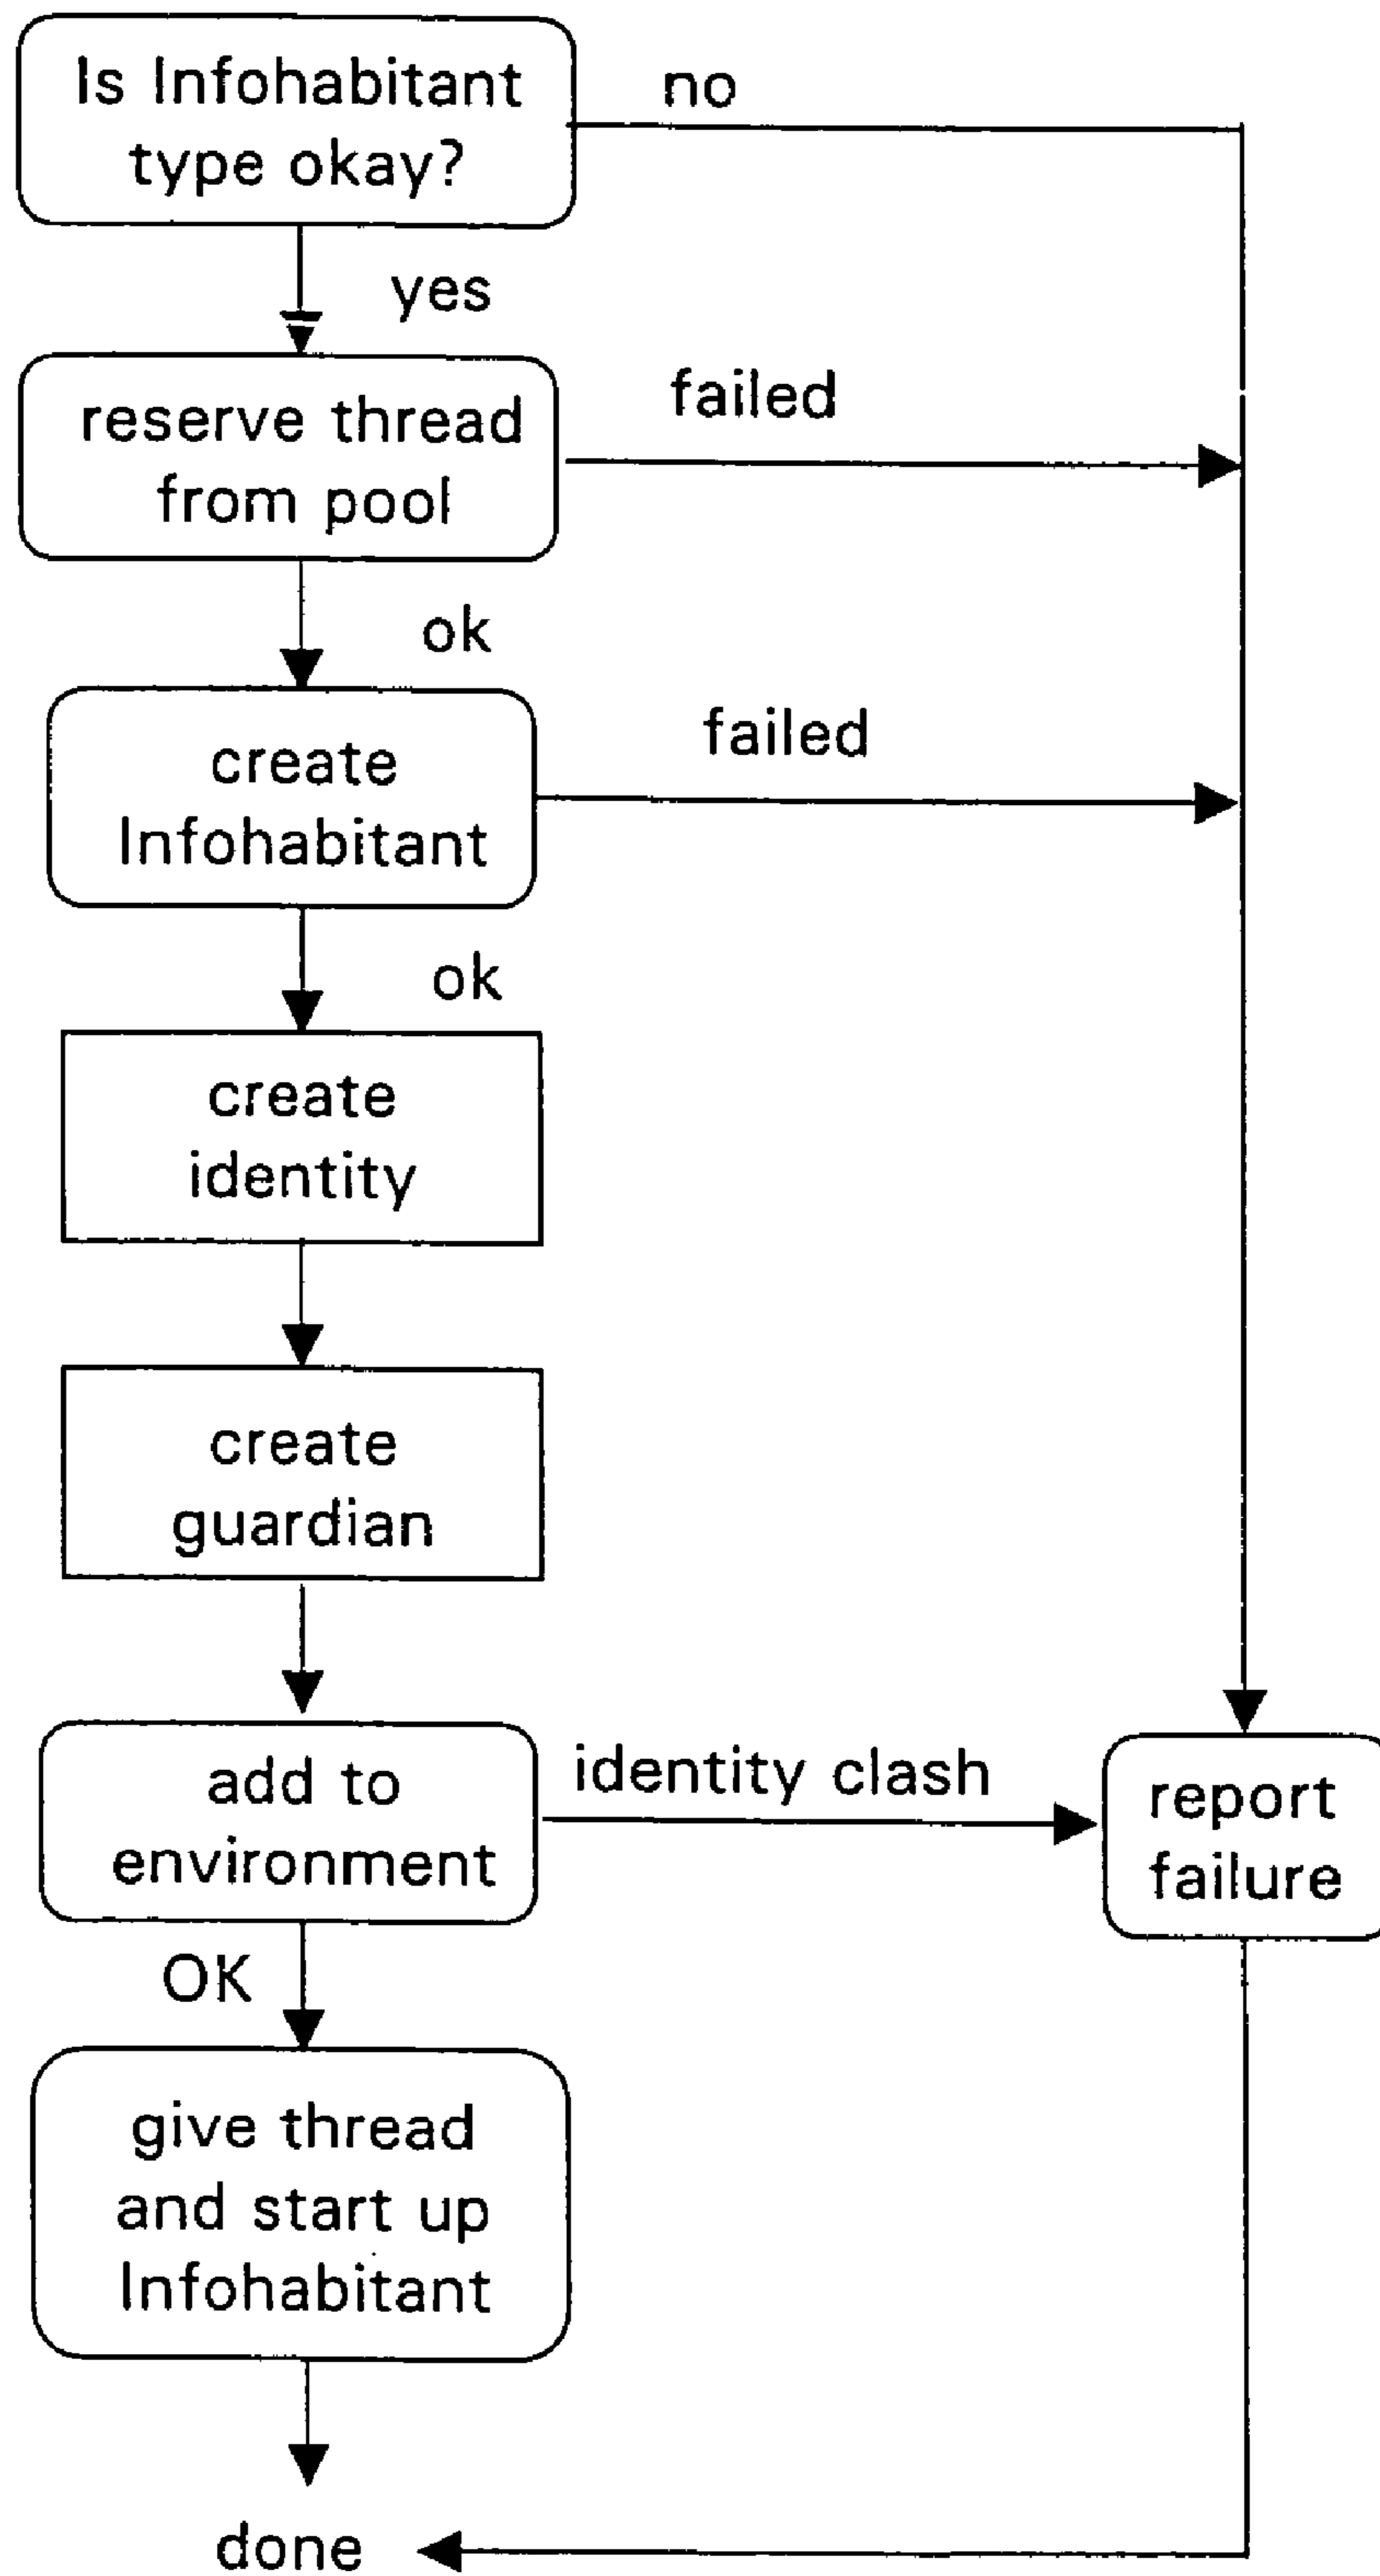 Is Infohabitant
type okay?
no
yes
reserve thread
from pool
failed
ok
create
Infohabitant
failed
ok
create
identity
create
guardian
add to
environment
identity clash
report
failure
OK
give thread
and start up
Infohabitant
done